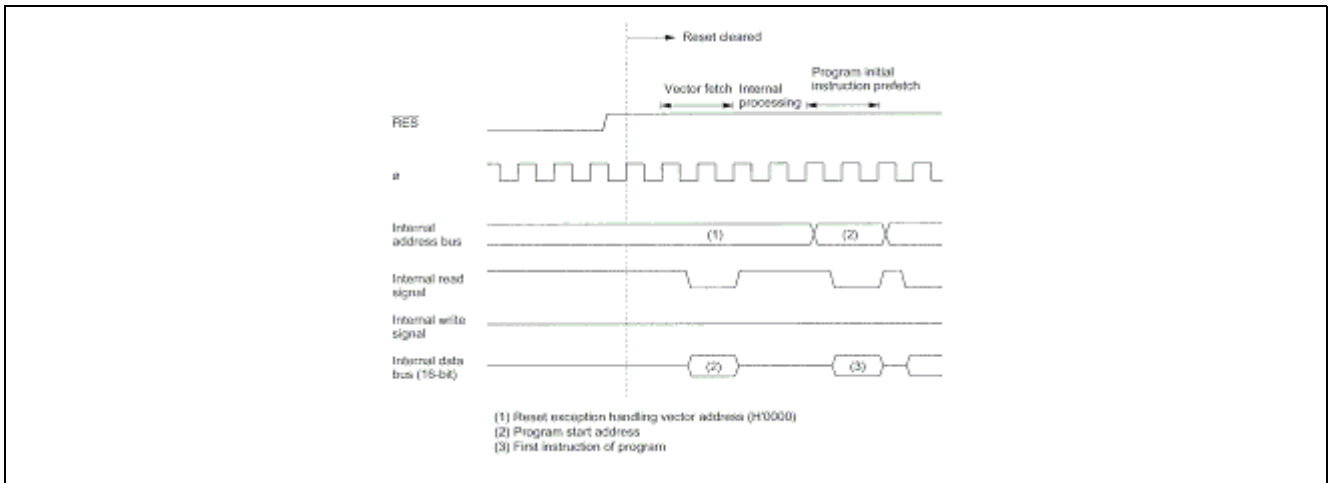 Reset cleared
Program initial
Vector fetch Internal instruction prefetch
processing
RES
ø
Internal
address bus
(1)
(2)
Internal read
signal
Internal write
signal
Internal data
bus (16-bit)
(2)
(3)
(1) Reset exception handling vector address (H'0000)
(2) Program start address
(3) First instruction of program